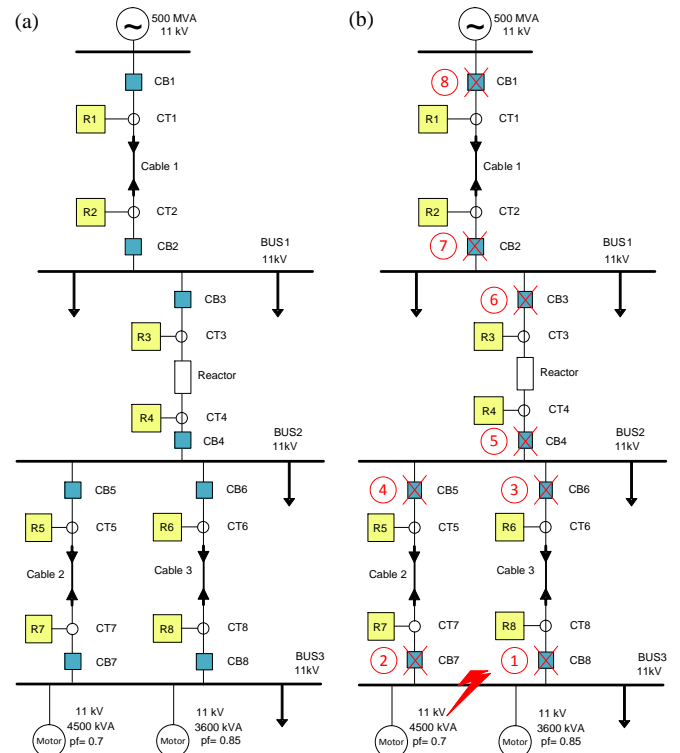 (a)
500 MVA
11 kV
~
CB1
R1
CT1
Cable 1
R2
CT2
CB2
BUS1
11kV
CB3
R3
CT3
Reactor
R4
CT4
CB4
BUS2
11kV
CB5
CB6
R5
CT5
R6
CT6
Cable 2
Cable 3
R7
CT7
R8
CT8
CB7
CB8
BUS3
11kV
11 kV
4500 kVA
pf= 0.7
Motor
11 kV
3600 kVA
pf= 0.85
Motor
(b)
500 MVA
11 kV
~
8
CB1
R1
CT1
Cable 1
R2
CT2
7
CB2
BUS1
11kV
6
CB3
R3
CT3
Reactor
R4
CT4
5
CB4
BUS2
11kV
4
CB5
3
CB6
R5
CT5
R6
CT6
Cable 2
Cable 3
R7
CT7
R8
CT8
2
CB7
1
CB8
BUS3
11kV
11 kV
4500 kVA
pf= 0.7
Motor
11 kV
3600 kVA
pf= 0.85
Motor